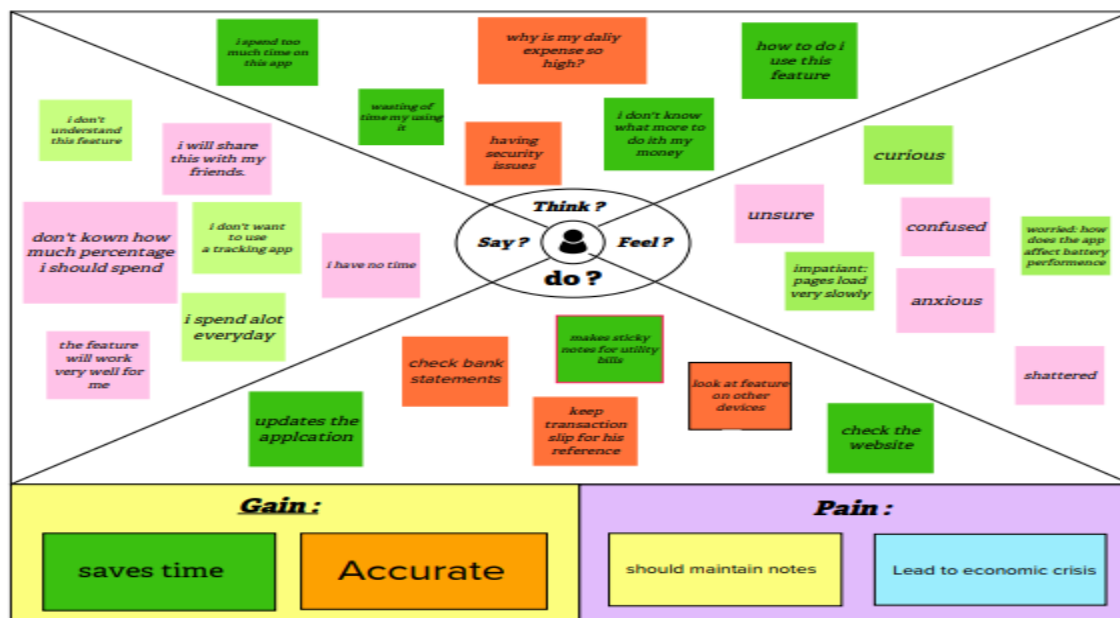 i spend too
much time on
this app
why is my daliy
expense so
high?
how to do i
use this
feature
wasting of
time my using
it
i don't know
what more to
do ith my
money
having
security
issues
i don't
understand
this feature
i will share
this with my
friends.
don't kown how
much percentage
i should spend
i don't want
to use
a tracking app
i have no time
i spend alot
everyday
the feature
will work
very well for
me
Think ?
Say ?
Feel ?
do ?
curious
unsure
confused
worried: how
does the app
affect battery
performence
impatiant:
pages load
very slowly
anxious
shattered
makes sticky
notes for utility
bills
check bank
statements
look at feature
on other
devices
updates the
applcation
keep
transaction
slip for his
reference
check the
website
Gain :
saves time
Accurate
Pain :
should maintain notes
Lead to economic crisis